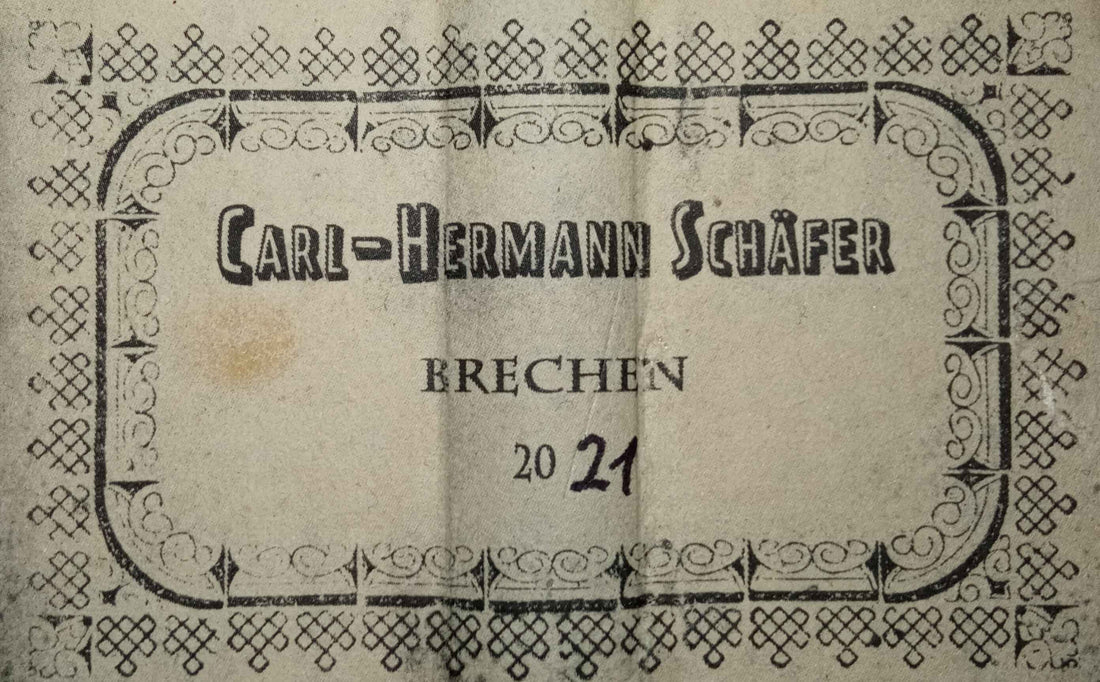 CARL-HERMANN SCHÄFER
BRECHEN
2021